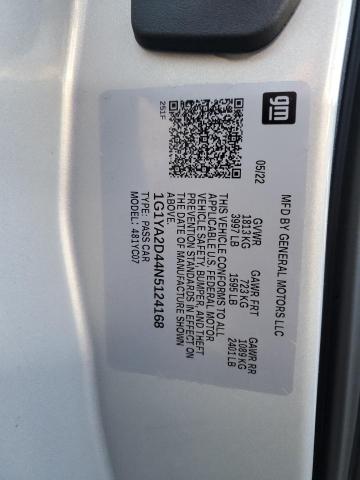 gm
MFD BY GENERAL MOTORS LLC
05/22
GVWR GAWR FRT GAWR RR
1813 KG 723 KG 1089 KG
3997 LB 1595 LB 2401 LB
THIS VEHICLE CONFORMS TO ALL
APPLICABLE U.S. FEDERAL MOTOR
VEHICLE SAFETY, BUMPER, AND THEFT
PREVENTION STANDARDS IN EFFECT ON
THE DATE OF MANUFACTURE SHOWN
ABOVE.
1G1YA2D44N5124168
TYPE: PASS CAR
MODEL: 481YC07
251F